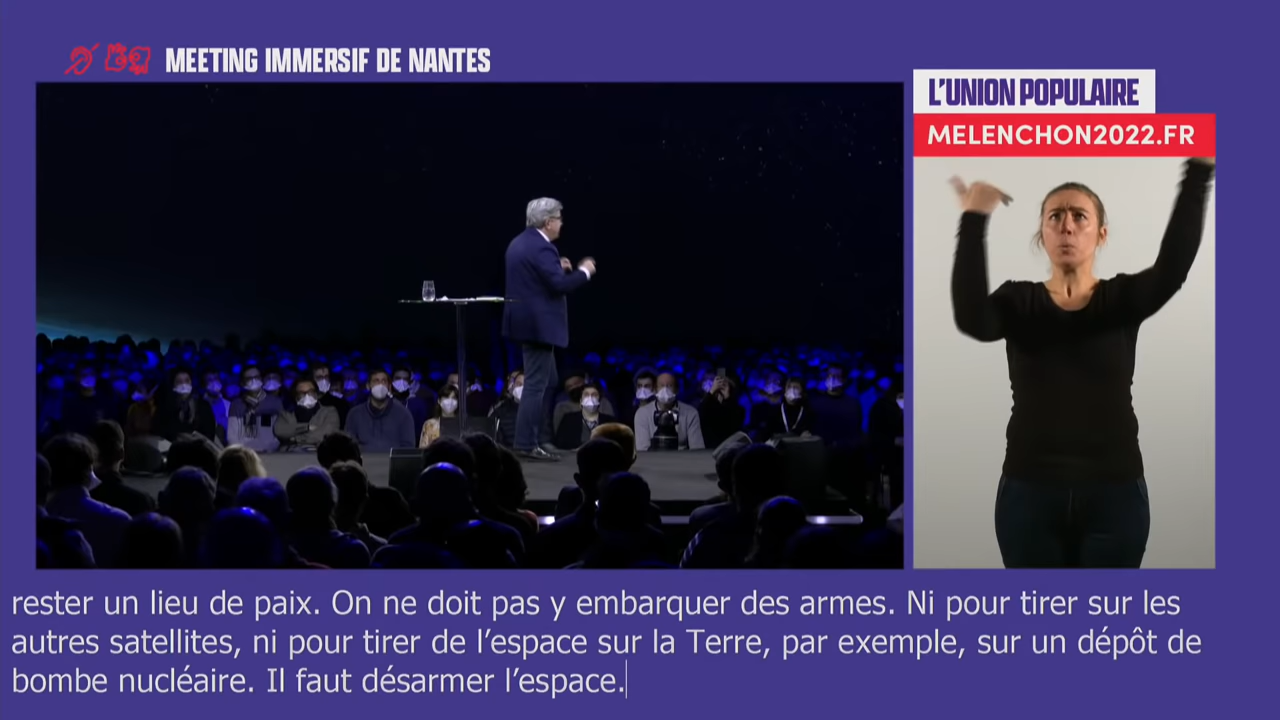 MEETING IMMERSIF DE NANTES
L'UNION POPULAIRE
MELENCHON2022.FR
rester un lieu de paix. On ne doit pas y embarquer des armes. Ni pour tirer sur les
autres satellites, ni pour tirer de l’espace sur la Terre, par exemple, sur un dépôt de
bombe nucléaire. Il faut désarmer l’espace.